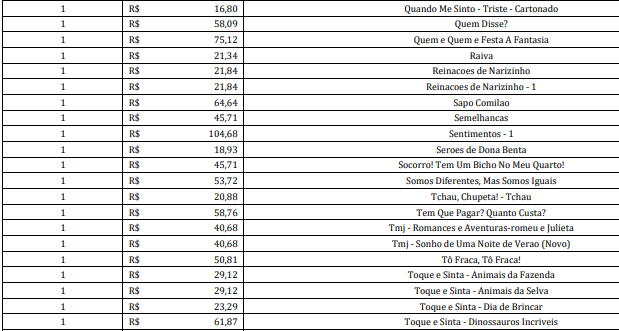 1 R$ 16,80 Quando Me Sinto - Triste - Cartonado
1 R$ 58,09 Quem Disse?
1 R$ 75,12 Quem e Quem e Festa A Fantasia
1 R$ 21,34 Raiva
1 R$ 21,84 Reinacoes de Narizinho
1 R$ 21,84 Reinacoes de Narizinho - 1
1 R$ 64,64 Sapo Comilao
1 R$ 45,71 Semelhancas
1 R$ 104,68 Sentimentos - 1
1 R$ 18,93 Seroes de Dona Benta
1 R$ 45,71 Socorro! Tem Um Bicho No Meu Quarto!
1 R$ 53,72 Somos Diferentes, Mas Somos Iguais
1 R$ 20,88 Tchau, Chupeta! - Tchau
1 R$ 58,76 Tem Que Pagar? Quanto Custa?
1 R$ 40,68 Tmj - Romances e Aventuras-romeu e Julieta
1 R$ 40,68 Tmj - Sonho de Uma Noite de Verao (Novo)
1 R$ 50,81 Tô Fraca, Tô Fraca!
1 R$ 29,12 Toque e Sinta - Animais da Fazenda
1 R$ 29,12 Toque e Sinta - Animais da Selva
1 R$ 23,29 Toque e Sinta - Dia de Brincar
1 R$ 61,87 Toque e Sinta - Dinossauros Incriveis